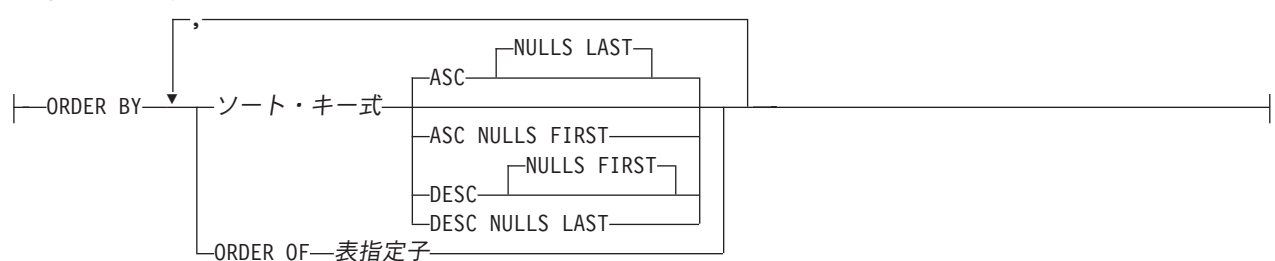 ,
NULLS LAST
ASC
ORDER BY ソート・キー式
ASC NULLS FIRST
NULLS FIRST
DESC
DESC NULLS LAST
ORDER OF 表指定子